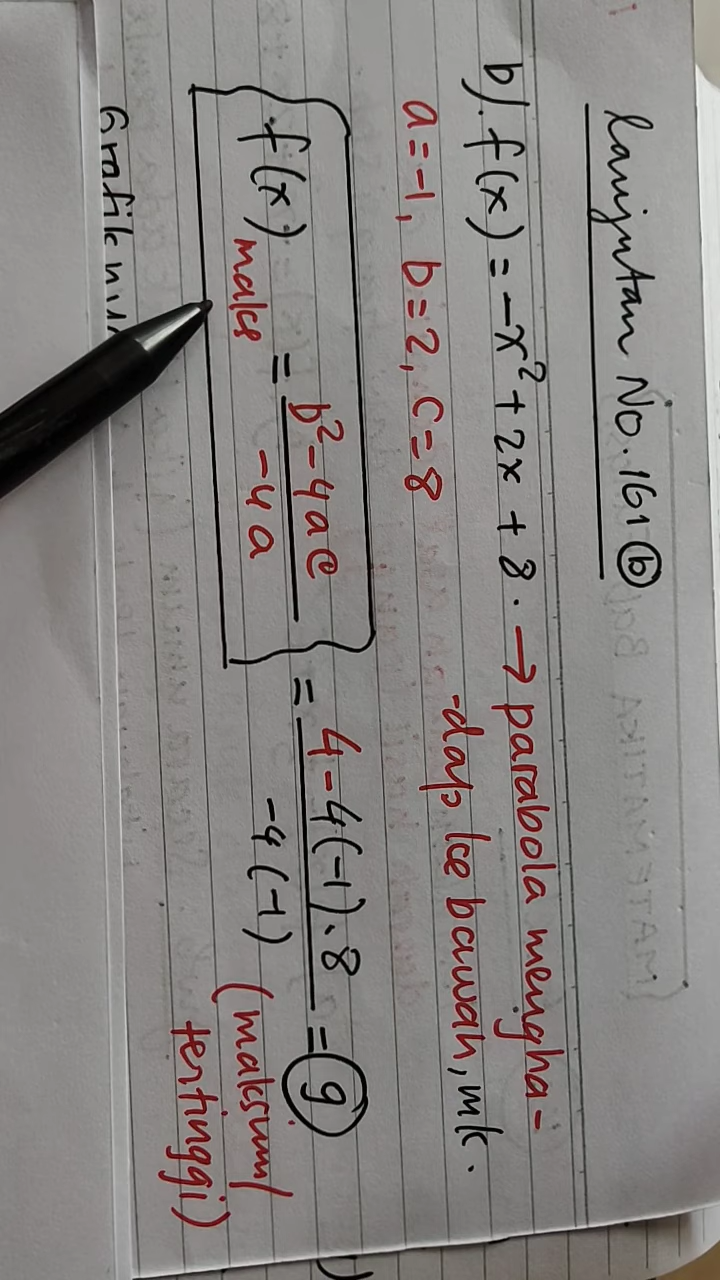 Lanjutan No. 161 (b)
b). f(x) = -x² + 2x + 8. → parabola mengha-
a = -1, b = 2, c = 8 -dap ke bawah, mk.
f(x) maks = b² - 4ac / -4a = 4 - 4(-1).8 / -4(-1) = 9
(maksimum/
tertinggi)
Grafik